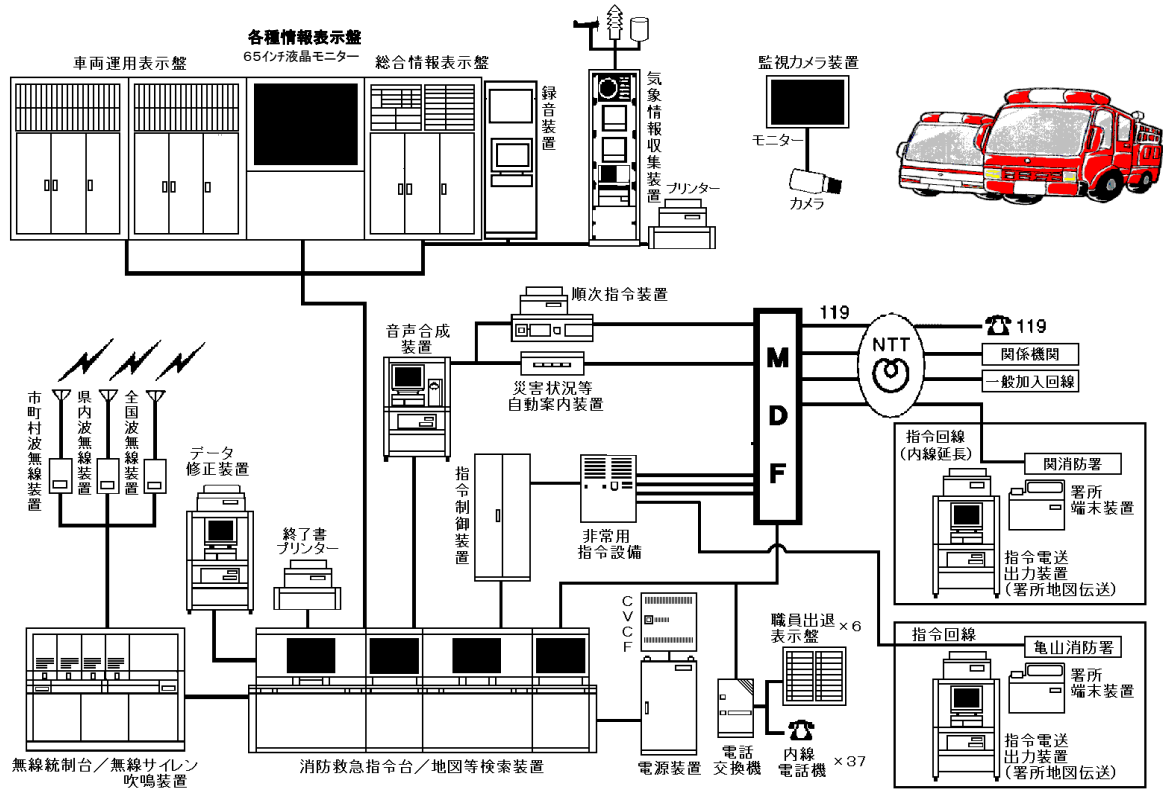 各種情報表示盤
65インチ液晶モニター
車両運用表示盤
総合情報表示盤
録音装置
気象情報収集装置
プリンター
監視カメラ装置
モニター
カメラ
順次指令装置
音声合成
装置
災害状況等
自動案内装置
MDF
119
NTT
119
関係機関
一般加入回線
市町村波無線装置
県内波無線装置
全国波無線装置
データ
修正装置
終了書
プリンター
指令制御装置
非常用
指令設備
指令回線
(内線延長)
関消防署
署所
端末装置
指令電送
出力装置
(署所地図伝送)
CVCF
職員出退
表示盤
×6
指令回線
亀山消防署
署所
端末装置
指令電送
出力装置
(署所地図伝送)
無線統制台/無線サイレン
吹鳴装置
消防救急指令台/地図等検索装置
電源装置
電話
交換機
内線
電話機
×37